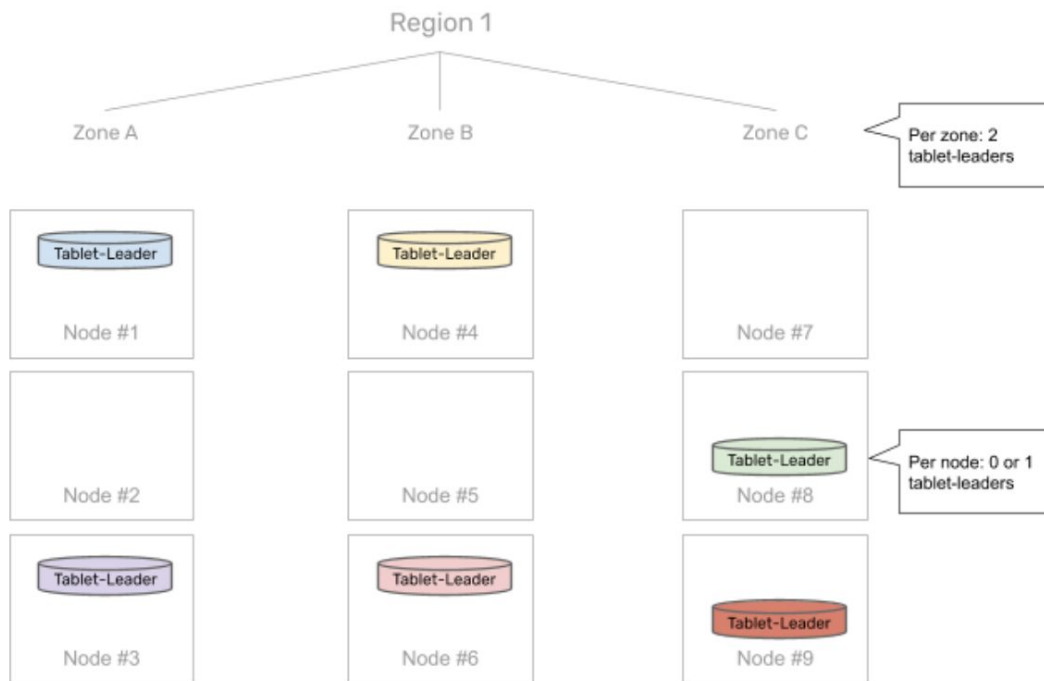 Region 1
Zone A
Zone B
Zone C
Per zone: 2
tablet-leaders
Tablet-Leader
Tablet-Leader
Node #1
Node #4
Node #7
Tablet-Leader
Per node: 0 or 1
tablet-leaders
Node #2
Node #5
Node #8
Tablet-Leader
Tablet-Leader
Tablet-Leader
Node #3
Node #6
Node #9